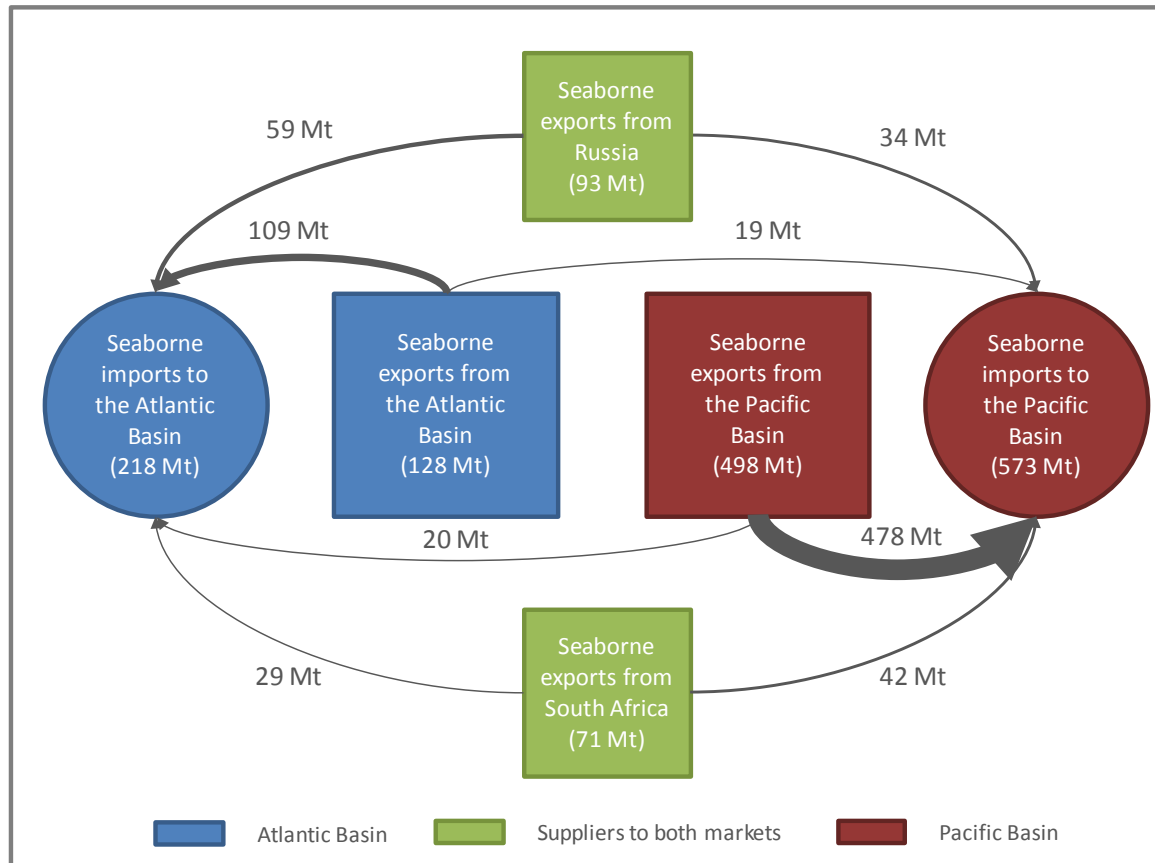 Seaborne
exports from
Russia
(93 Mt)
59 Mt
34 Mt
109 Mt
19 Mt
Seaborne
imports to
the Atlantic
Basin
(218 Mt)
Seaborne
exports from
the Atlantic
Basin
(128 Mt)
Seaborne
exports from
the Pacific
Basin
(498 Mt)
Seaborne
imports to
the Pacific
Basin
(573 Mt)
20 Mt
478 Mt
Seaborne
exports from
South Africa
(71 Mt)
29 Mt
42 Mt
Atlantic Basin
Suppliers to both markets
Pacific Basin